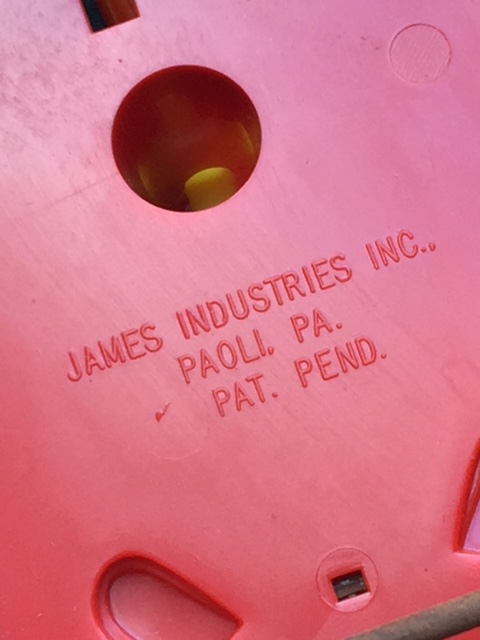 JAMES INDUSTRIES INC.,
PAOLI, PA.
PAT. PEND.